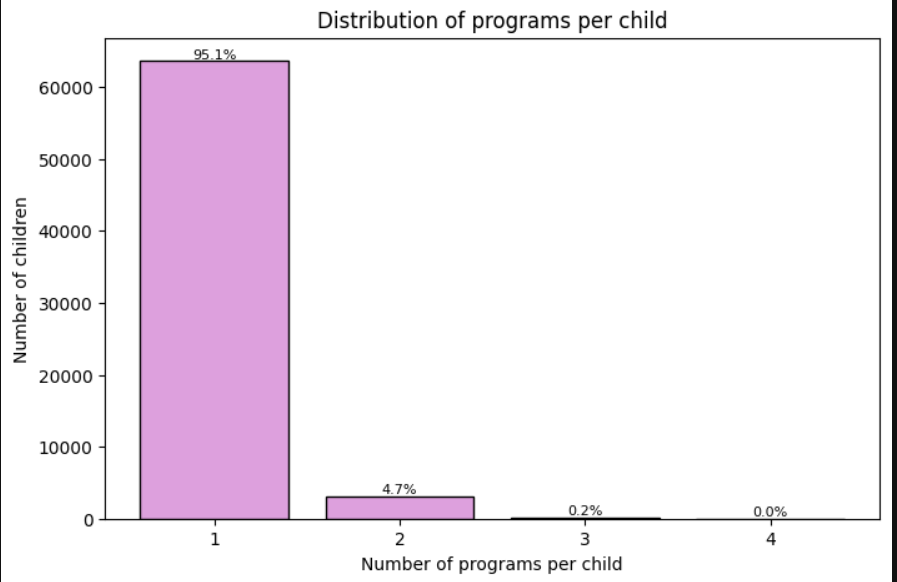 Distribution of programs per child
95.1%
60000
50000
40000
30000
20000
10000
0
Number of children
4.7%
0.2%
0.0%
1 2 3 4
Number of programs per child